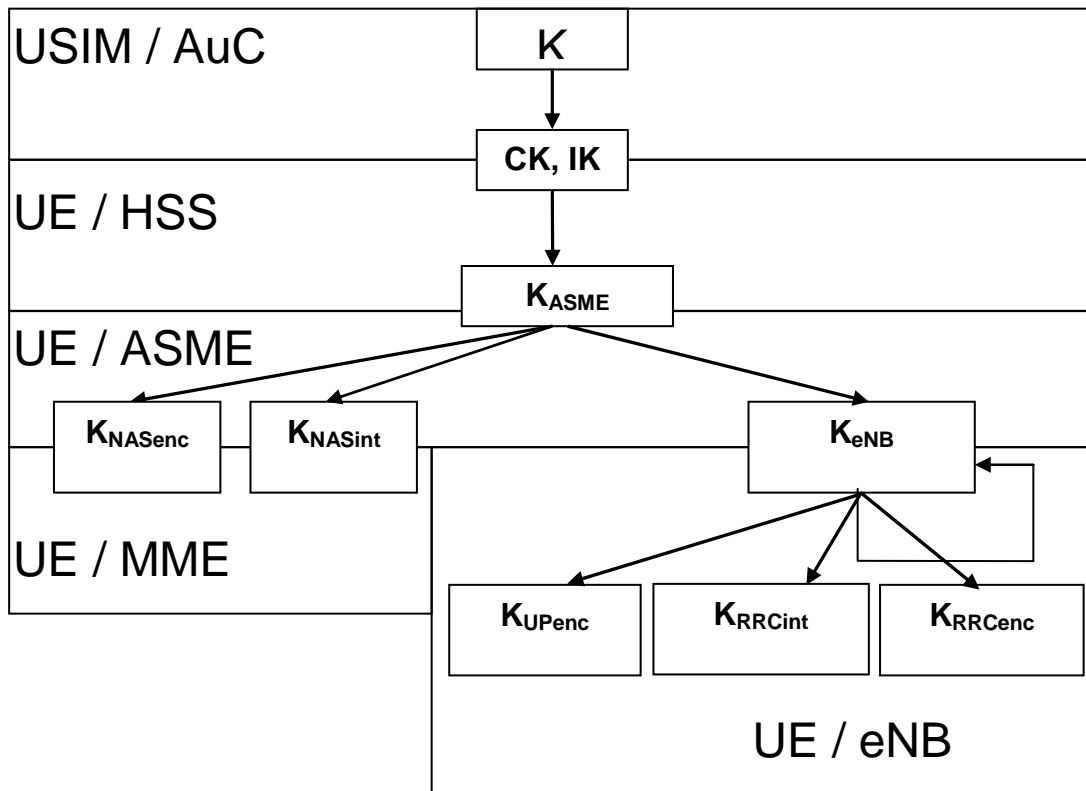 USIM / AuC
K
CK, IK
UE / HSS
KASME
UE / ASME
KNASenc
KNASint
KeNB
UE / MME
KUPenc
KRRCint
KRRCenc
UE / eNB